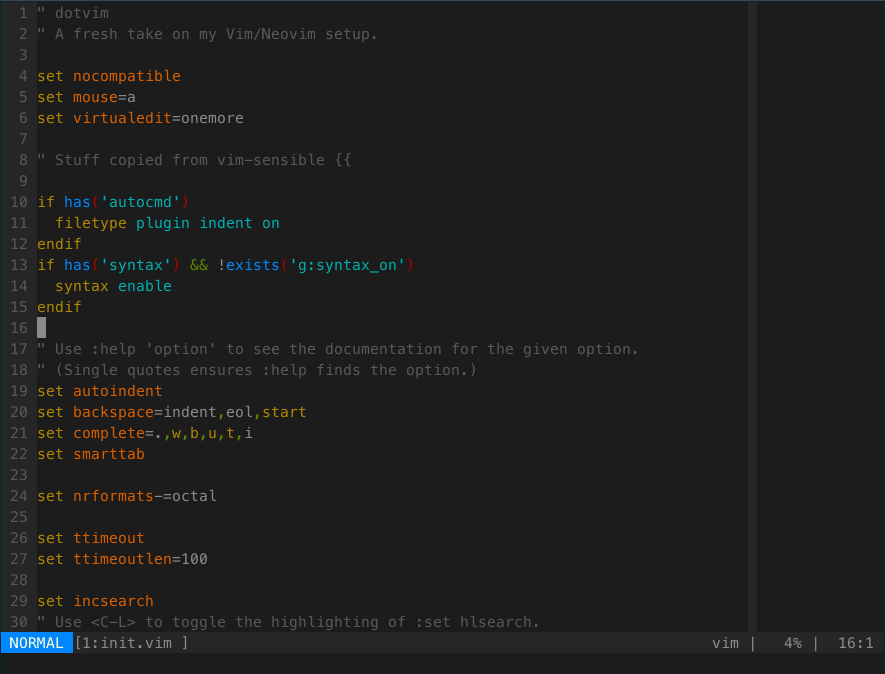 1 " dotvim
2 " A fresh take on my Vim/Neovim setup.
3
4 set nocompatible
5 set mouse=a
6 set virtualedit=onemore
7
8 " Stuff copied from vim-sensible {{
9
10 if has('autocmd')
11   filetype plugin indent on
12 endif
13 if has('syntax') && !exists('g:syntax_on')
14   syntax enable
15 endif
16
17 " Use :help 'option' to see the documentation for the given option.
18 " (Single quotes ensures :help finds the option.)
19 set autoindent
20 set backspace=indent,eol,start
21 set complete=.,w,b,u,t,i
22 set smarttab
23
24 set nrformats-=octal
25
26 set ttimeout
27 set ttimeoutlen=100
28
29 set incsearch
30 " Use <C-L> to toggle the highlighting of :set hlsearch.
NORMAL [1:init.vim ] vim | 4% | 16:1